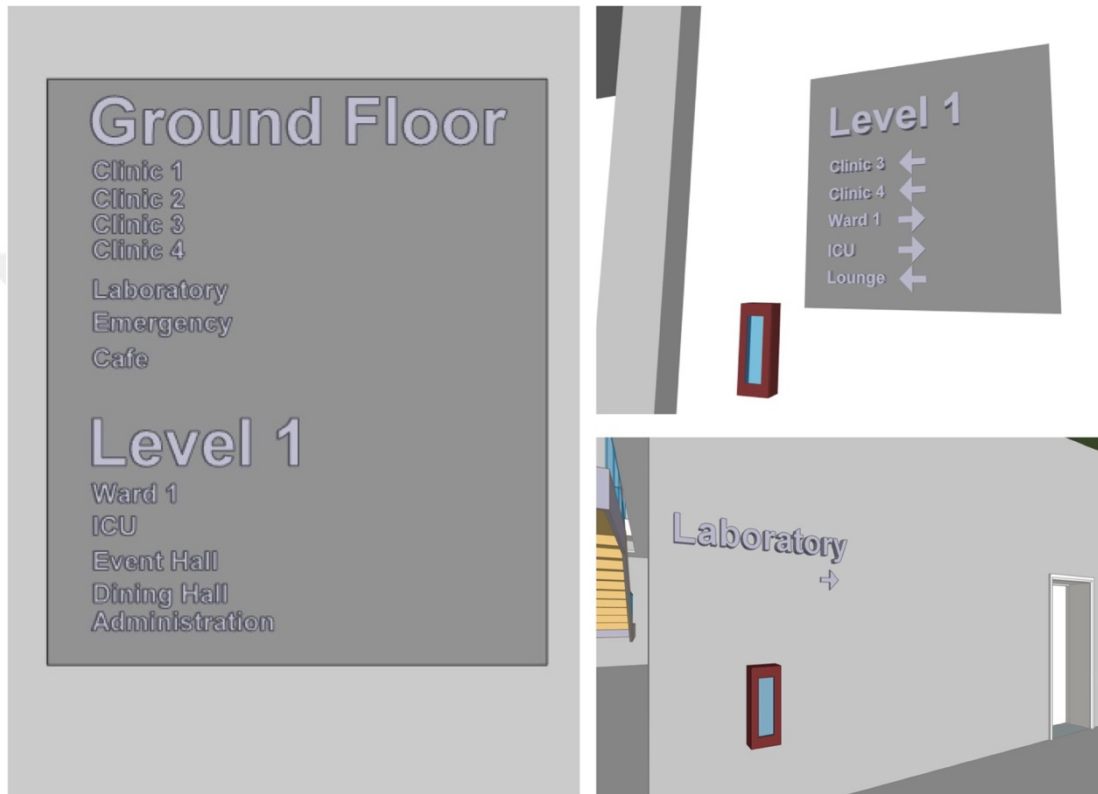 Ground Floor
Clinic 1
Clinic 2
Clinic 3
Clinic 4
Laboratory
Emergency
Cafe
Level 1
Ward 1
ICU
Event Hall
Dining Hall
Administration
Level 1
Clinic 3
Clinic 4
Ward 1
ICU
Lounge
Laboratory